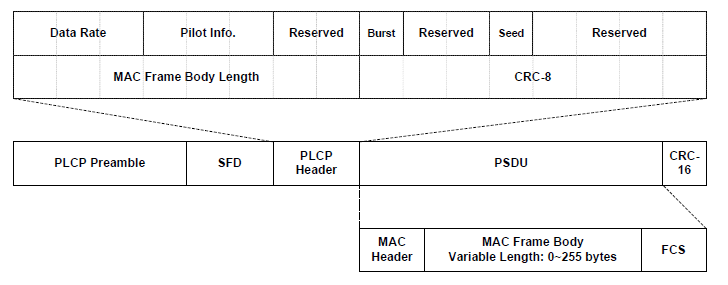 Data Rate Pilot Info. Reserved Burst Reserved Seed Reserved
MAC Frame Body Length CRC-8
PLCP Preamble SFD PLCP Header PSDU CRC-16
MAC Header MAC Frame Body FCS
Variable Length: 0~255 bytes